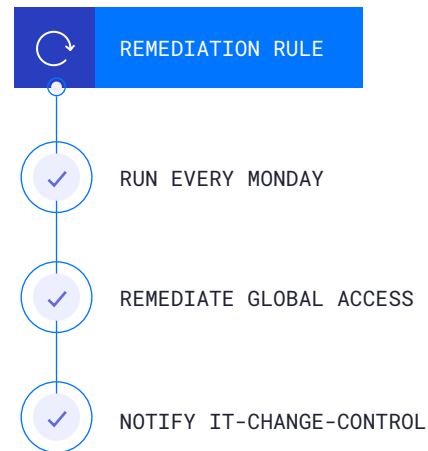 REMEDIATION RULE
RUN EVERY MONDAY
REMEDIATE GLOBAL ACCESS
NOTIFY IT-CHANGE-CONTROL